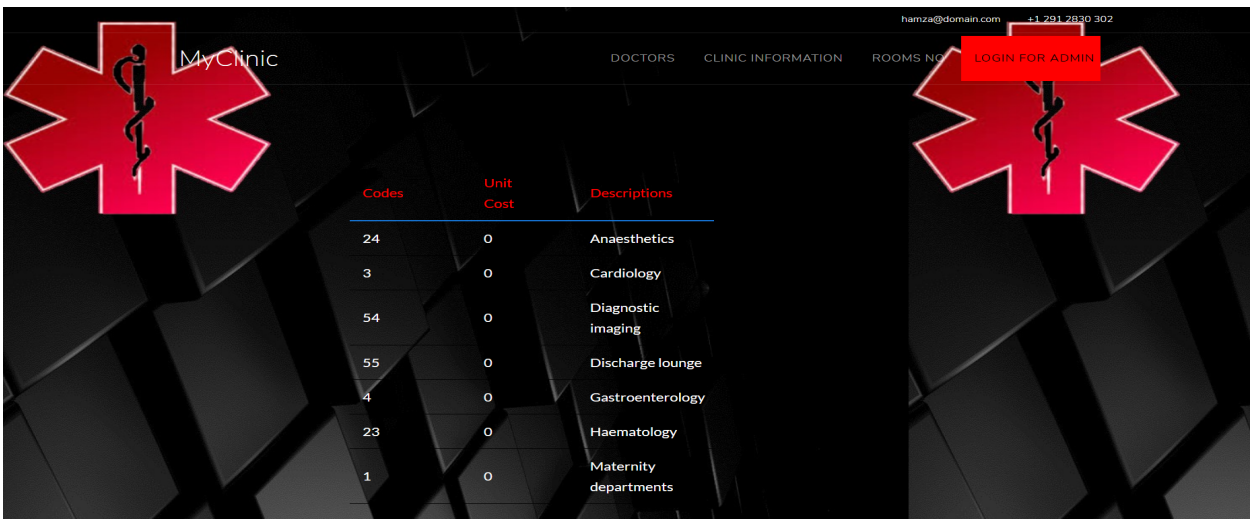 hamza@domain.com +1 291 2830 302
MyClinic DOCTORS CLINIC INFORMATION ROOMS NO LOGIN FOR ADMIN
Codes Unit Cost Descriptions
24 0 Anaesthetics
3 0 Cardiology
54 0 Diagnostic imaging
55 0 Discharge lounge
4 0 Gastroenterology
23 0 Haematology
1 0 Maternity departments